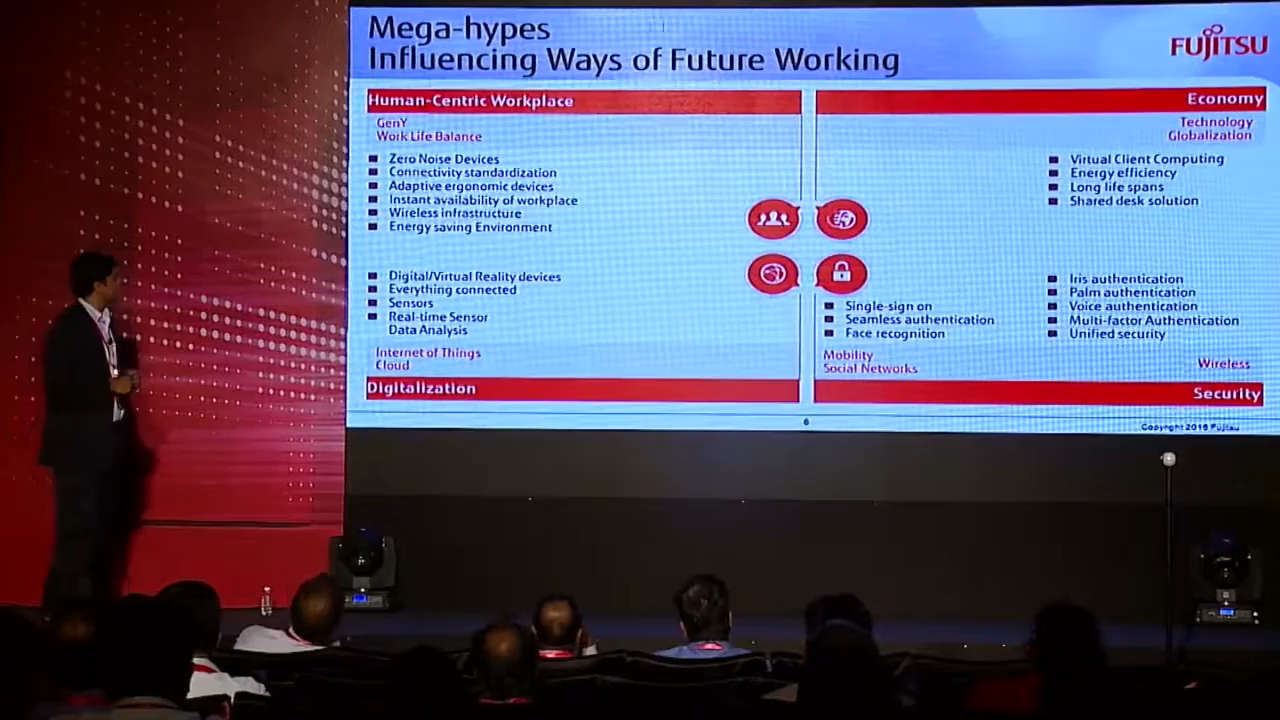 Mega-hypes
Influencing Ways of Future Working
FUJITSU
Human-Centric Workplace
GenY
Work Life Balance
Zero Noise Devices
Connectivity standardization
Adaptive ergonomic devices
Instant availability of workplace
Wireless infrastructure
Energy saving Environment
Economy
Technology
Globalization
Virtual Client Computing
Energy efficiency
Long life spans
Shared desk solution
Digital/Virtual Reality devices
Everything connected
Sensors
Real-time Sensor
Data Analysis
Internet of Things
Cloud
Digitalization
Single-sign on
Seamless authentication
Face recognition
Mobility
Social Networks
Iris authentication
Palm authentication
Voice authentication
Multi-factor Authentication
Unified security
Wireless
Security
6
Copyright 2016 Fujitsu